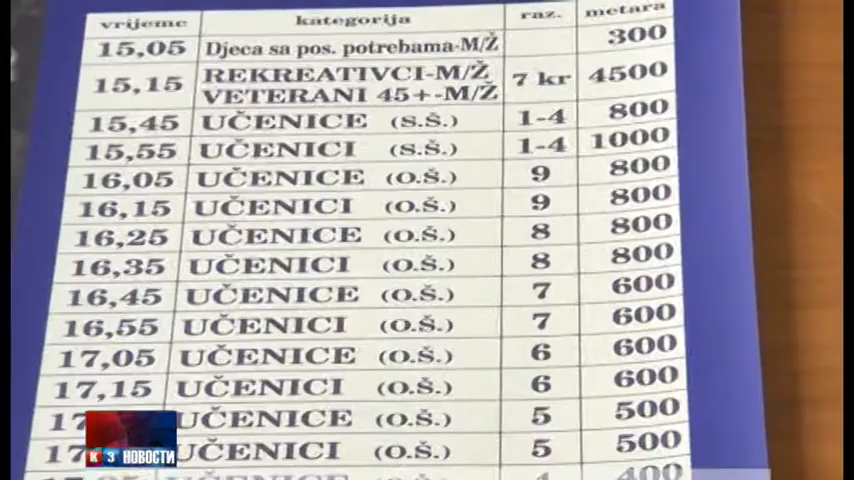 vrijeme kategorija raz. metara
15,05 Djeca sa pos. potrebama-M/Ž 300
15,15 REKREATIVCI-M/Ž 7 kr 4500
VETERANI 45+-M/Ž
15,45 UČENICE (S.Š.) 1-4 800
15,55 UČENICI (S.Š.) 1-4 1000
16,05 UČENICE (O.Š.) 9 800
16,15 UČENICI (O.Š.) 9 800
16,25 UČENICE (O.Š.) 8 800
16,35 UČENICI (O.Š.) 8 800
16,45 UČENICE (O.Š.) 7 600
16,55 UČENICI (O.Š.) 7 600
17,05 UČENICE (O.Š.) 6 600
17,15 UČENICI (O.Š.) 6 600
UČENICE (O.Š.) 5 500
UČENICI (O.Š.) 5 500
400
К 3 НОВОСТИ